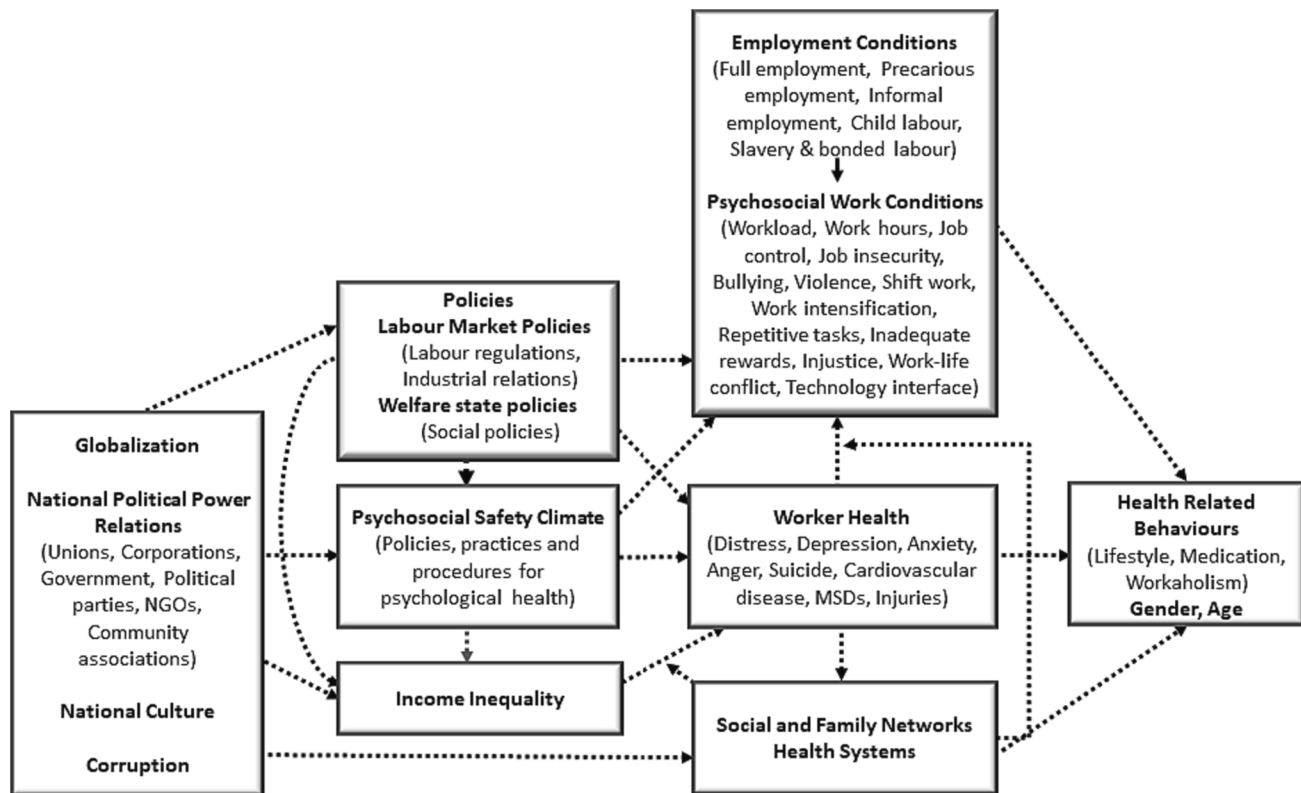 Employment Conditions
(Full employment, Precarious
employment, Informal
employment, Child labour,
Slavery & bonded labour)
Psychosocial Work Conditions
(Workload, Work hours, Job
control, Job insecurity,
Bullying, Violence, Shift work,
Work intensification,
Repetitive tasks, Inadequate
rewards, Injustice, Work-life
conflict, Technology interface)
Policies
Labour Market Policies
(Labour regulations,
Industrial relations)
Welfare state policies
(Social policies)
Globalization
National Political Power
Relations
(Unions, Corporations,
Government, Political
parties, NGOs,
Community
associations)
National Culture
Corruption
Psychosocial Safety Climate
(Policies, practices and
procedures for
psychological health)
Income Inequality
Worker Health
(Distress, Depression, Anxiety,
Anger, Suicide, Cardiovascular
disease, MSDs, Injuries)
Social and Family Networks
Health Systems
Health Related
Behaviours
(Lifestyle, Medication,
Workaholism)
Gender, Age